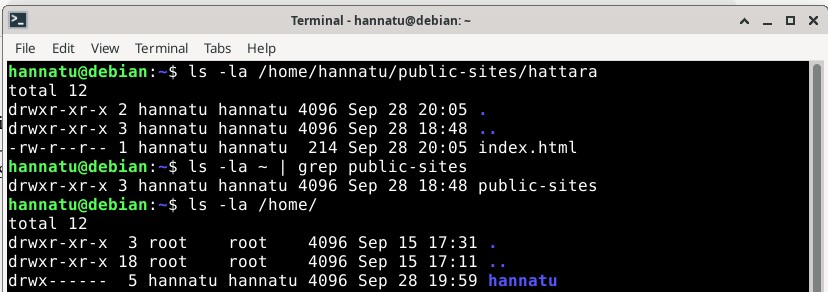 Terminal - hannatu@debian: ~
File Edit View Terminal Tabs Help
hannatu@debian:~$ ls -la /home/hannatu/public-sites/hattara
total 12
drwxr-xr-x 2 hannatu hannatu 4096 Sep 28 20:05 .
drwxr-xr-x 3 hannatu hannatu 4096 Sep 28 18:48 ..
-rw-r--r-- 1 hannatu hannatu  214 Sep 28 20:05 index.html
hannatu@debian:~$ ls -la ~ | grep public-sites
drwxr-xr-x 3 hannatu hannatu 4096 Sep 28 18:48 public-sites
hannatu@debian:~$ ls -la /home/
total 12
drwxr-xr-x  3 root    root    4096 Sep 15 17:31 .
drwxr-xr-x 18 root    root    4096 Sep 15 17:11 ..
drwx------  5 hannatu hannatu 4096 Sep 28 19:59 hannatu